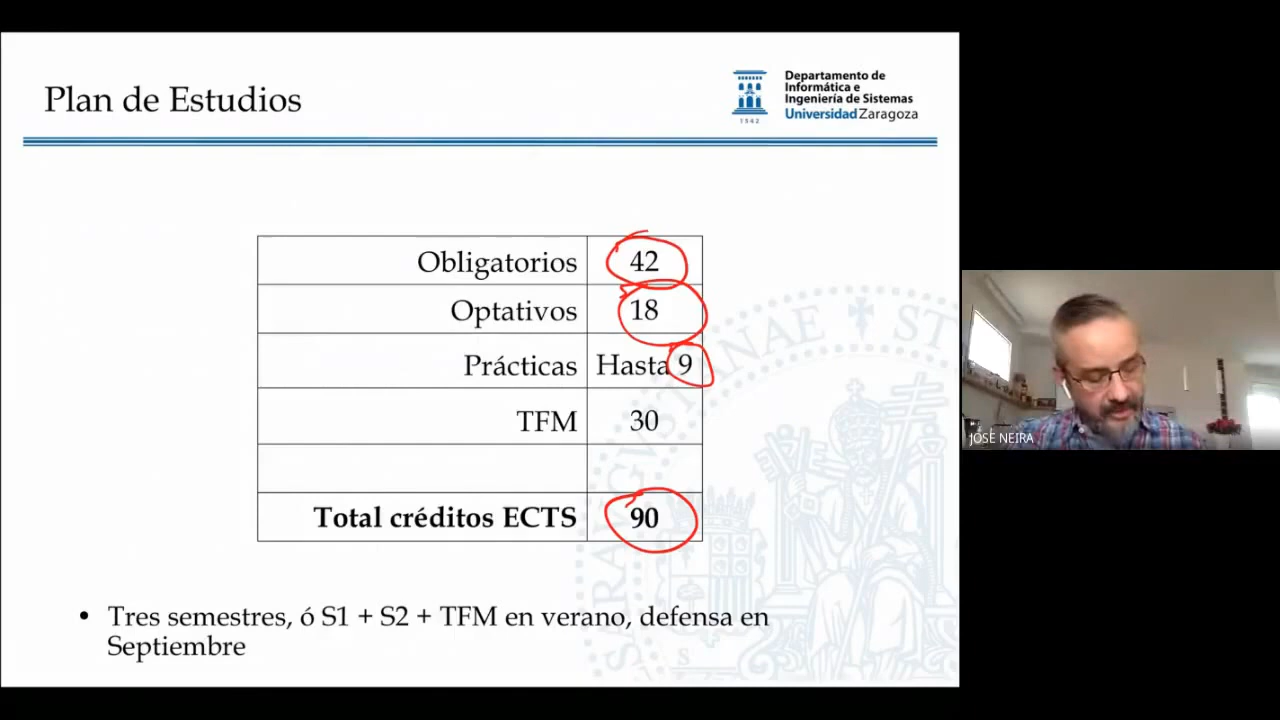 Plan de Estudios
Departamento de
Informática e
Ingeniería de Sistemas
Universidad Zaragoza
1542
Obligatorios 42
Optativos 18
Prácticas Hasta 9
TFM 30
Total créditos ECTS 90
• Tres semestres, ó S1 + S2 + TFM en verano, defensa en
Septiembre
JOSE NEIRA